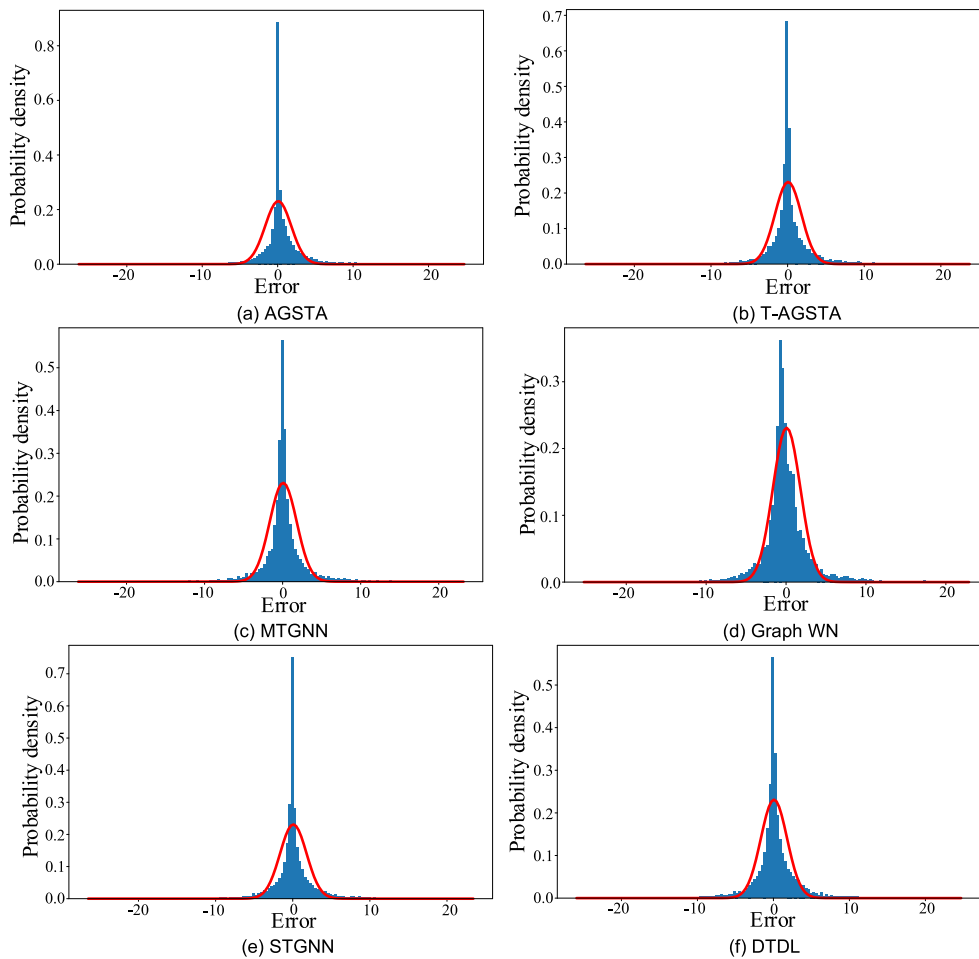 Probability density
0.8
0.6
0.4
0.2
0.0
-20 -10 0 10 20
Error
(a) AGSTA
Probability density
0.7
0.6
0.5
0.4
0.3
0.2
0.1
0.0
-20 -10 0 10 20
Error
(b) T-AGSTA
Probability density
0.5
0.4
0.3
0.2
0.1
0.0
-20 -10 0 10 20
Error
(c) MTGNN
Probability density
0.3
0.2
0.1
0.0
-20 -10 0 10 20
Error
(d) Graph WN
Probability density
0.7
0.6
0.5
0.4
0.3
0.2
0.1
0.0
-20 -10 0 10 20
Error
(e) STGNN
Probability density
0.5
0.4
0.3
0.2
0.1
0.0
-20 -10 0 10 20
Error
(f) DTDL